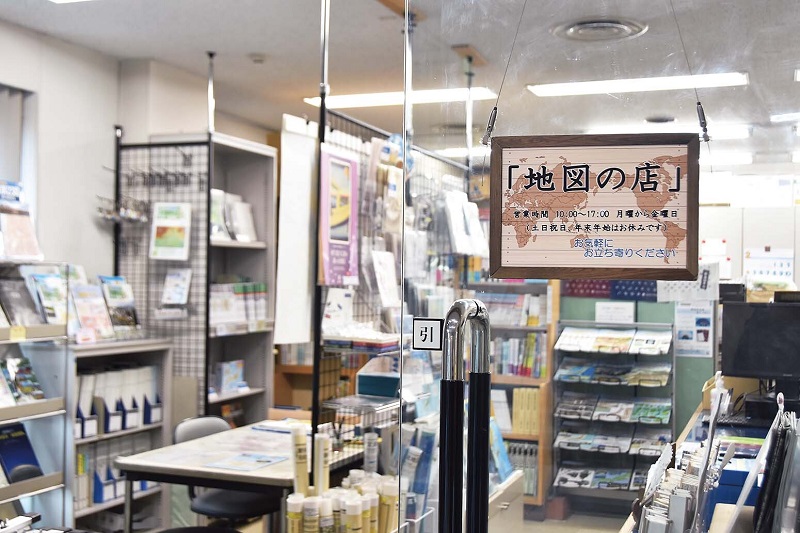 「地図の店」
営業時間 10:00～17:00 月曜から金曜日
（土日祝日、年末年始はお休みです）
お気軽に
お立ち寄りください
引